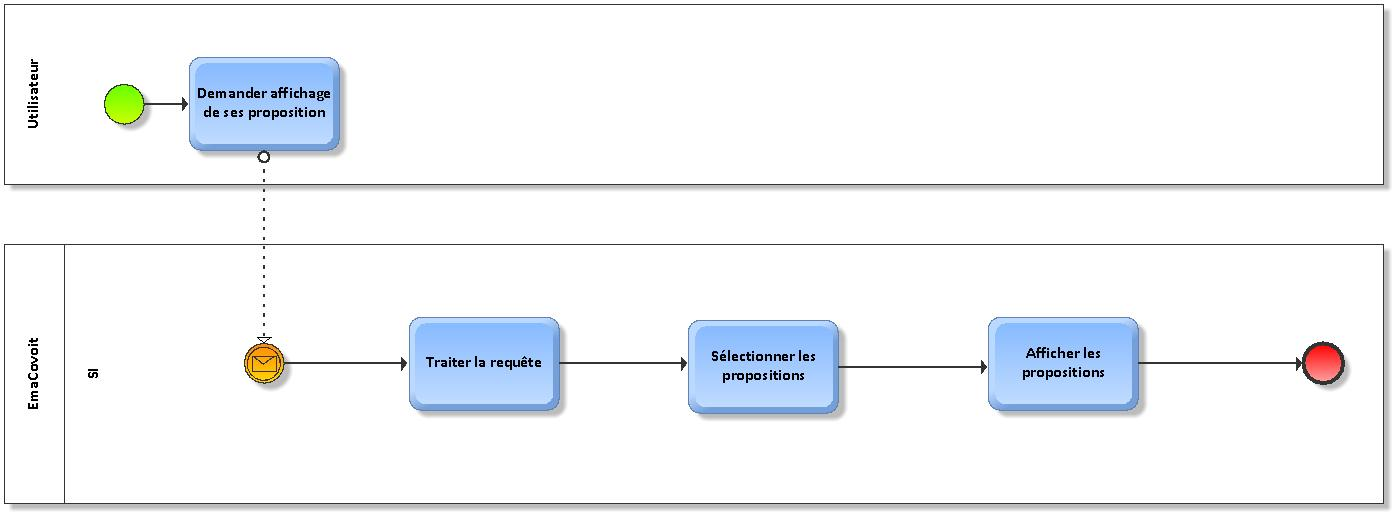 Utilisateur
Demander affichage
de ses proposition
EmaCovoit
SI
Traiter la requête
Sélectionner les
propositions
Afficher les
propositions